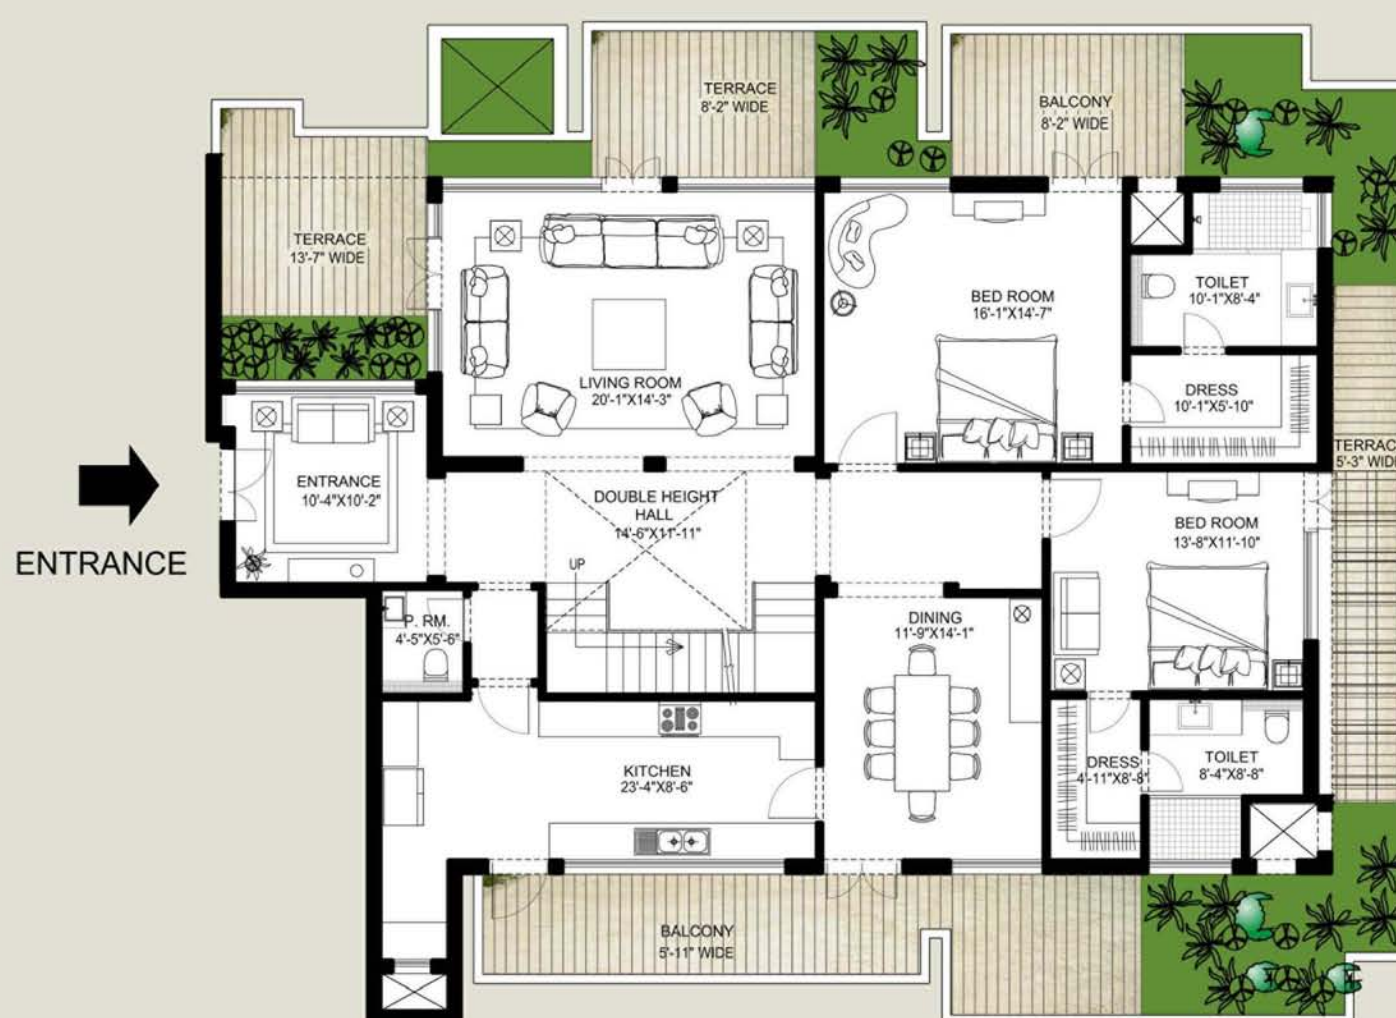 TERRACE
8'-2" WIDE
BALCONY
8'-2" WIDE
TERRACE
13'-7" WIDE
BED ROOM
16'-1"X14'-7"
TOILET
10'-1"X8'-4"
LIVING ROOM
20'-1"X14'-3"
DRESS
10'-1"X5'-10"
ENTRANCE
10'-4"X10'-2"
TERRAC
5'-3" WIDE
DOUBLE HEIGHT
HALL
14'-6"X11'-11"
ENTRANCE
BED ROOM
13'-8"X11'-10"
UP
P. RM.
4'-5"X5'-6"
DINING
11'-9"X14'-1"
KITCHEN
23'-4"X8'-6"
DRESS
4'-11"X8'-8"
TOILET
8'-4"X8'-8"
BALCONY
5'-11" WIDE